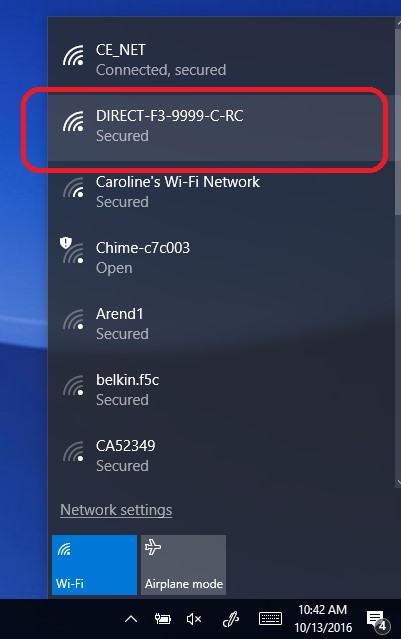 CE_NET
Connected, secured
DIRECT-F3-9999-C-RC
Secured
Caroline's Wi-Fi Network
Secured
Chime-c7c003
Open
Arend1
Secured
belkin.f5c
Secured
CA52349
Secured
Network settings
Wi-Fi
Airplane mode
10:42 AM
10/13/2016
4